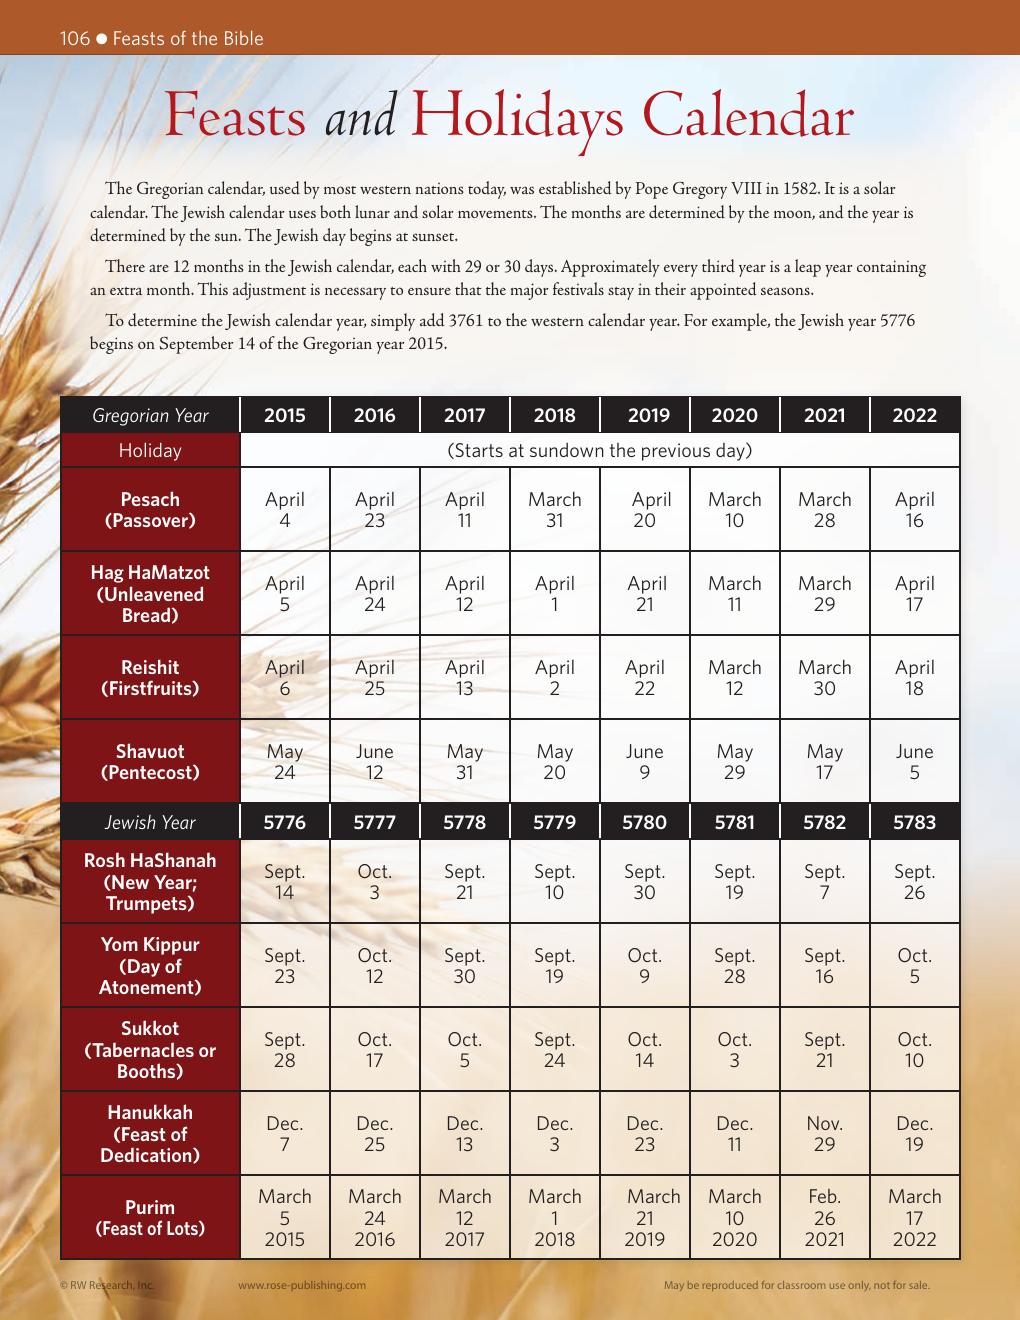 106 ● Feasts of the Bible
Feasts and Holidays Calendar
The Gregorian calendar, used by most western nations today, was established by Pope Gregory VIII in 1582. It is a solar
calendar. The Jewish calendar uses both lunar and solar movements. The months are determined by the moon, and the year is
determined by the sun. The Jewish day begins at sunset.
There are 12 months in the Jewish calendar, each with 29 or 30 days. Approximately every third year is a leap year containing
an extra month. This adjustment is necessary to ensure that the major festivals stay in their appointed seasons.
To determine the Jewish calendar year, simply add 3761 to the western calendar year. For example, the Jewish year 5776
begins on September 14 of the Gregorian year 2015.
Gregorian Year 2015 2016 2017 2018 2019 2020 2021 2022
Holiday (Starts at sundown the previous day)
Pesach (Passover) April 4 April 23 April 11 March 31 April 20 March 10 March 28 April 16
Hag HaMatzot (Unleavened Bread) April 5 April 24 April 12 April 1 April 21 March 11 March 29 April 17
Reishit (Firstfruits) April 6 April 25 April 13 April 2 April 22 March 12 March 30 April 18
Shavuot (Pentecost) May 24 June 12 May 31 May 20 June 9 May 29 May 17 June 5
Jewish Year 5776 5777 5778 5779 5780 5781 5782 5783
Rosh HaShanah (New Year; Trumpets) Sept. 14 Oct. 3 Sept. 21 Sept. 10 Sept. 30 Sept. 19 Sept. 7 Sept. 26
Yom Kippur (Day of Atonement) Sept. 23 Oct. 12 Sept. 30 Sept. 19 Oct. 9 Sept. 28 Sept. 16 Oct. 5
Sukkot (Tabernacles or Booths) Sept. 28 Oct. 17 Oct. 5 Sept. 24 Oct. 14 Oct. 3 Sept. 21 Oct. 10
Hanukkah (Feast of Dedication) Dec. 7 Dec. 25 Dec. 13 Dec. 3 Dec. 23 Dec. 11 Nov. 29 Dec. 19
Purim (Feast of Lots) March 5 2015 March 24 2016 March 12 2017 March 1 2018 March 21 2019 March 10 2020 Feb. 26 2021 March 17 2022
© RW Research, Inc. www.rose-publishing.com May be reproduced for classroom use only, not for sale.